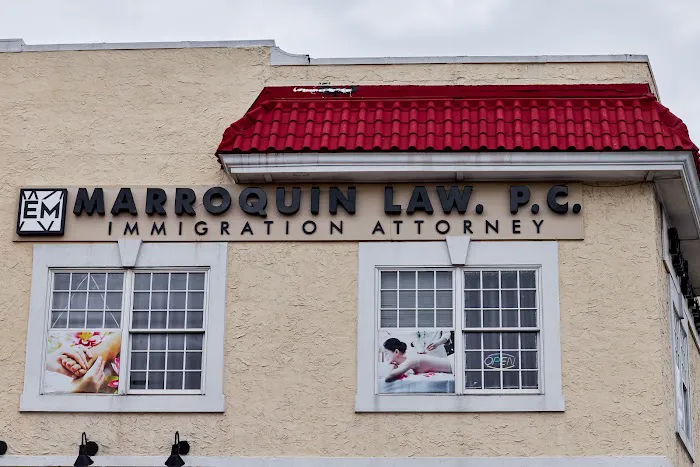 EM
MARROQUIN LAW. P.C.
IMMIGRATION ATTORNEY
OPEN